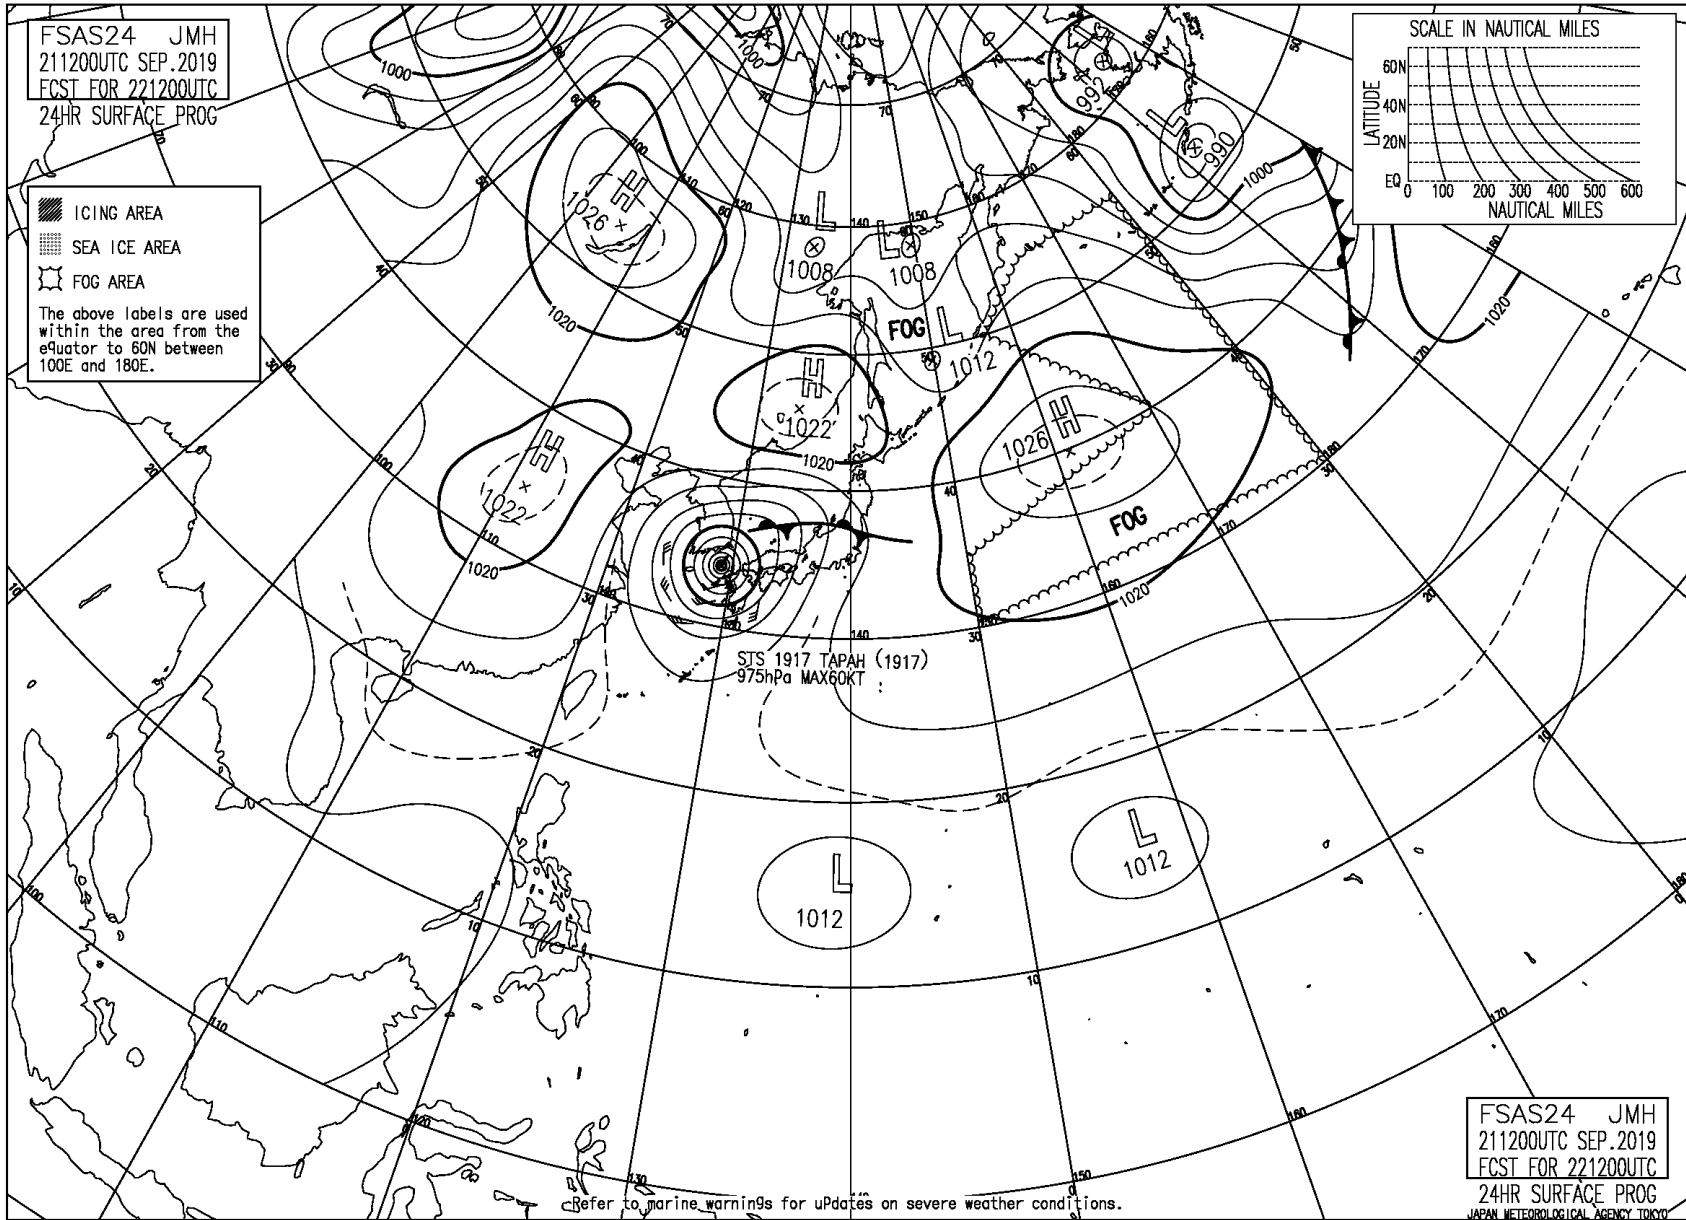 FSAS24 JMH
211200UTC SEP.2019
FCST FOR 221200UTC
24HR SURFACE PROG
SCALE IN NAUTICAL MILES
60N
40N
20N
EQ
LATITUDE
0 100 200 300 400 500 600
NAUTICAL MILES
ICING AREA
SEA ICE AREA
FOG AREA
The above labels are used
within the area from the
equator to 60N between
100E and 180E.
1000
1000
L
992
L
990
1000
H
1026
1020
L
1008
L
1008
FOG
L
1012
1020
H
1022
1020
H
1022
1020
H
1026
FOG
1020
STS 1917 TAPAH (1917)
975hPa MAX60KT
L
1012
L
1012
Refer to marine warnings for uPdates on severe weather conditions.
FSAS24 JMH
211200UTC SEP.2019
FCST FOR 221200UTC
24HR SURFACE PROG
JAPAN METEOROLOGICAL AGENCY TOKYO